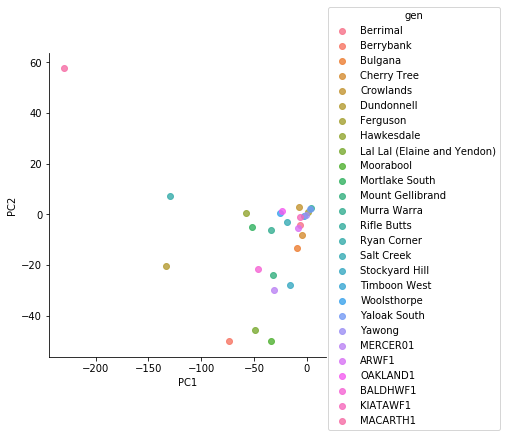 gen
Berrimal
Berrybank
Bulgana
Cherry Tree
Crowlands
Dundonnell
Ferguson
Hawkesdale
Lal Lal (Elaine and Yendon)
Moorabool
Mortlake South
Mount Gellibrand
Murra Warra
Rifle Butts
Ryan Corner
Salt Creek
Stockyard Hill
Timboon West
Woolsthorpe
Yaloak South
Yawong
MERCER01
ARWF1
OAKLAND1
BALDHWF1
KIATAWF1
MACARTH1
60
40
20
0
−20
−40
PC2
−200
−150
−100
−50
0
PC1